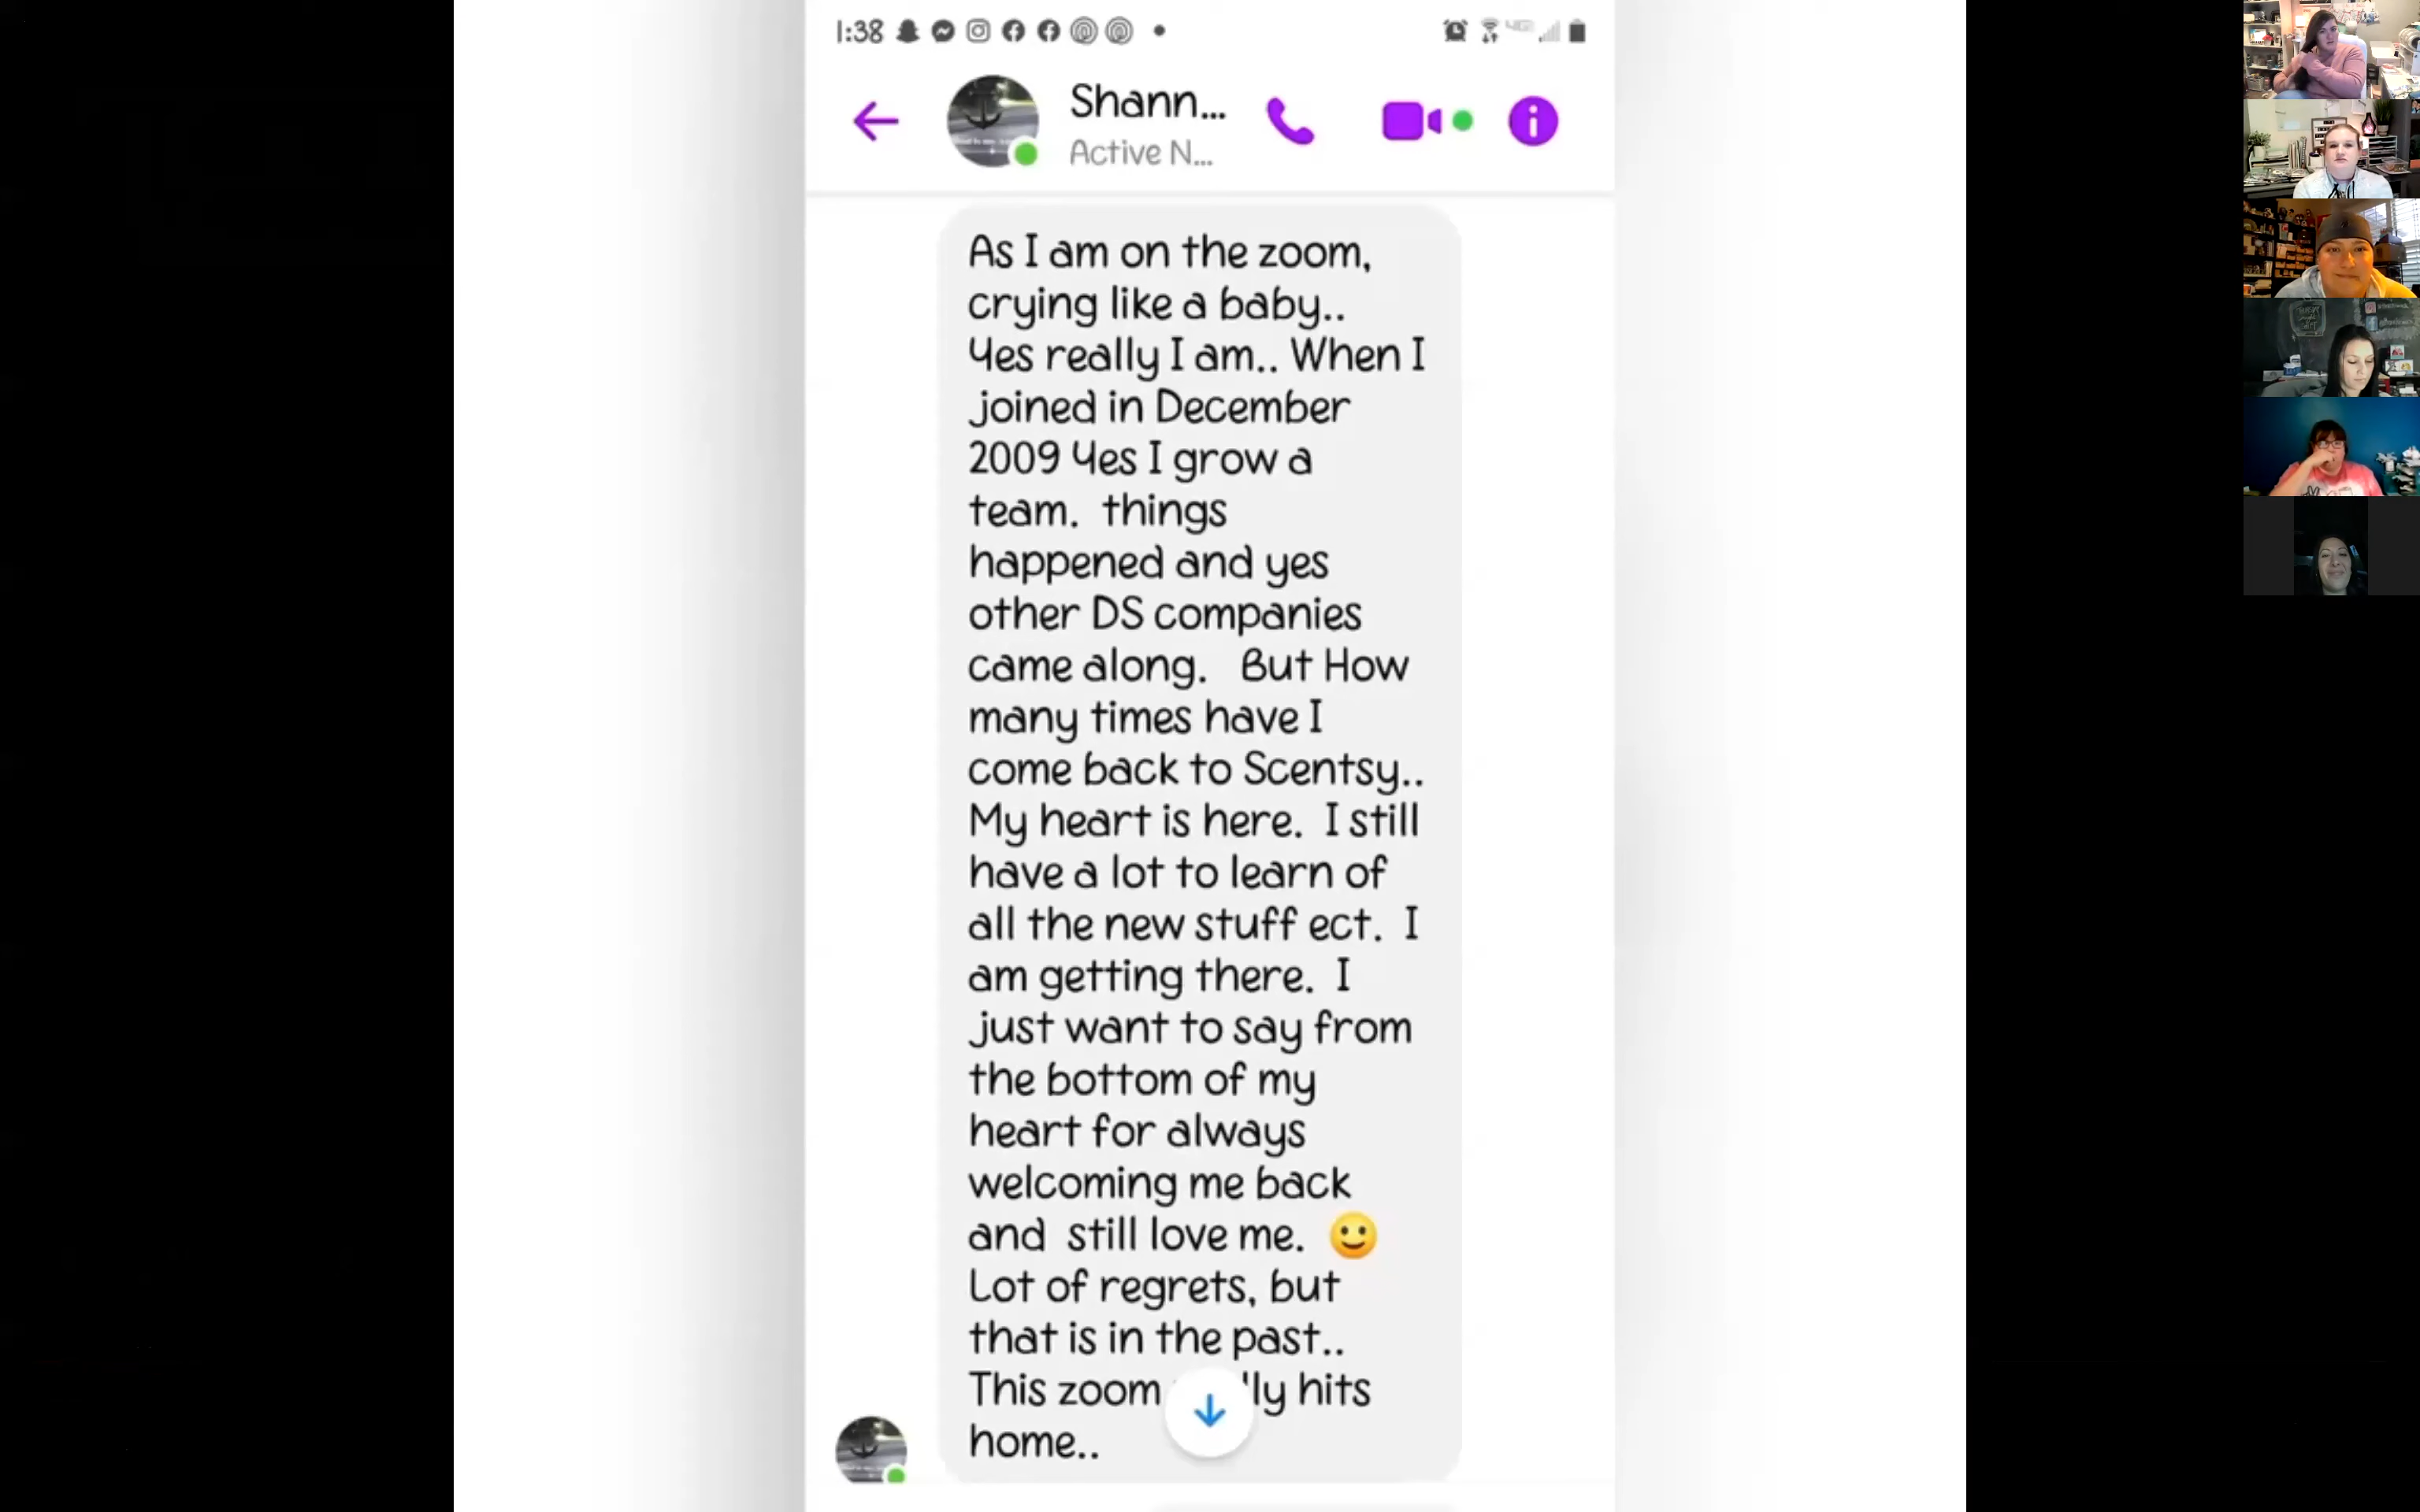 1:38
Shann...
Active N...
As I am on the zoom,
crying like a baby..
Yes really I am.. When I
joined in December
2009 Yes I grow a
team.  things
happened and yes
other DS companies
came along.   But How
many times have I
come back to Scentsy..
My heart is here.  I still
have a lot to learn of
all the new stuff ect.  I
am getting there.  I
just want to say from
the bottom of my
heart for always
welcoming me back
and  still love me. 🙂
Lot of regrets, but
that is in the past..
This zoom hits
home..